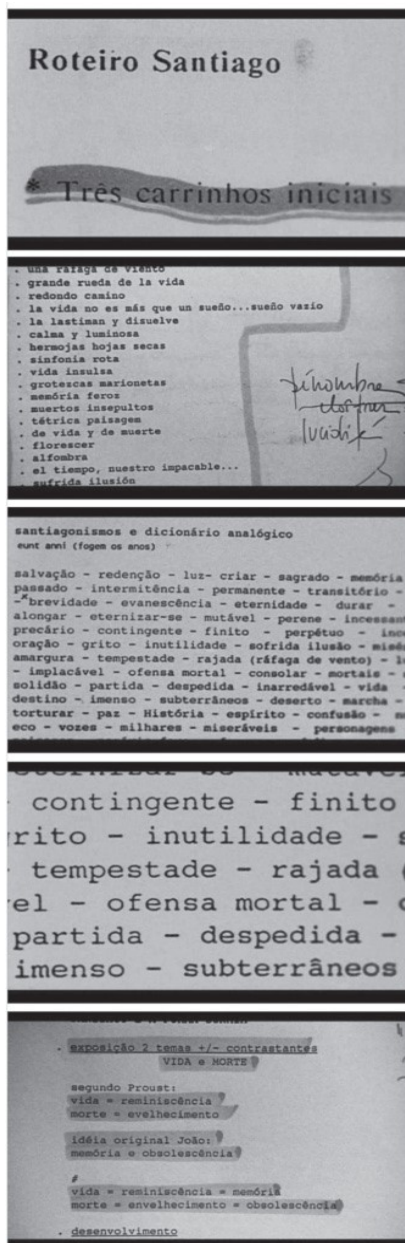 Roteiro Santiago
* Três carrinhos iniciais
. una ráfaga de viento
. grande rueda de la vida
. redondo camino
. la vida no es más que un sueño...sueño vazio
. la lastiman y disuelve
. calma y luminosa
. hermojas hojas secas
. sinfonia rota
. vida insulsa
. grotescas marionetas
. memória feroz
. muertos insepultos
. tétrica paisagem
. de vida y de muerte
. florescer
. alfombra
. el tiempo, nuestro impacable...
. sufrida ilusión
santiagonismos e dicionário analógico
eunt anni (fogem os anos)
salvação - redenção - luz- criar - sagrado - memória
passado - intermitência - permanente - transitório -
- brevidade - evanescência - eternidade - durar -
alongar - eternizar-se - mutável - perene - incessant
precário - contingente - finito - perpétuo -
oração - grito - inutilidade - sofrida ilusão -
amargura - tempestade - rajada (ráfaga de vento) -
- implacável - ofensa mortal - consolar - mortais -
solidão - partida - despedida - inarredável - vida
destino - imenso - subterrâneos - deserto - marcha -
torturar - paz - História - espírito - confusão -
eco - vozes - milhares - miseráveis - personagens
contingente - finito
rito - inutilidade - s
tempestade - rajada (
el - ofensa mortal - c
partida - despedida -
imenso - subterrâneos
. exposição 2 temas +/- contrastantes
VIDA e MORTE
segundo Proust:
vida = reminiscência
morte = evelhecimento
idéia original João:
memória e obsolescência
#
vida = reminiscência = memória
morte = envelhecimento = obsolescência
. desenvolvimento